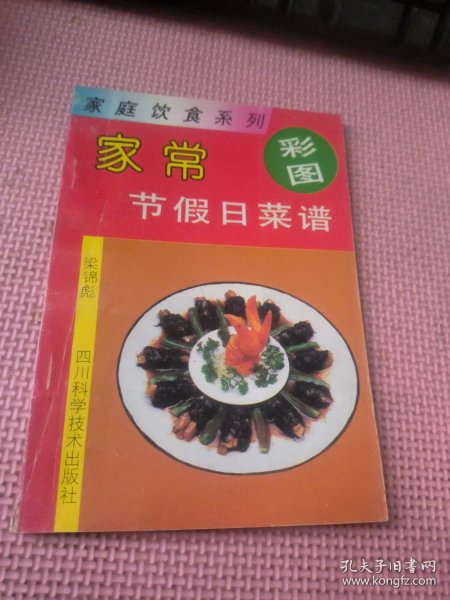 家庭饮食系列
家常
彩图
节假日菜谱
梁锦彪
四川科学技术出版社
孔夫子旧书网
www.kongfz.com